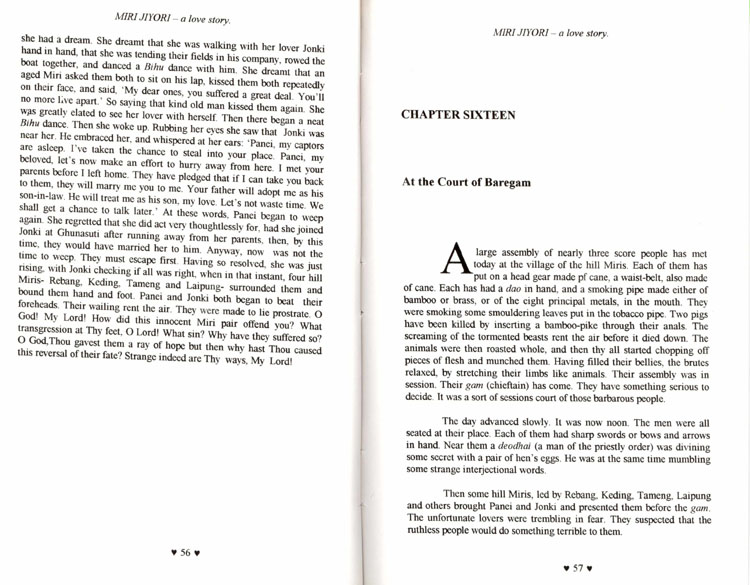 MIRI JIYORI – a love story.
she had a dream. She dreamt that she was walking with her lover Jonki
hand in hand, that she was tending their fields in his company, rowed the
boat together, and danced a Bihu dance with him. She dreamt that an
aged Miri asked them both to sit on his lap, kissed them both repeatedly
on their face, and said, 'My dear ones, you suffered a great deal. You'll
no more live apart.' So saying that kind old man kissed them again. She
was greatly elated to see her lover with herself. Then there began a neat
Bihu dance. Then she woke up. Rubbing her eyes she saw that Jonki was
near her. He embraced her, and whispered at her ears: 'Panei, my captors
are asleep. I've taken the chance to steal into your place. Panei, my
beloved, let's now make an effort to hurry away from here. I met your
parents before I left home. They have pledged that if I can take you back
to them, they will marry you to me. Your father will adopt me as his
son-in-law. He will treat me as his son, my love. Let's not waste time. We
shall get a chance to talk later.' At these words, Panei began to weep
again. She regretted that she did act very thoughtlessly for, had she joined
Jonki at Ghunasuti after running away from her parents, then, by this
time, they would have married her to him. Anyway, now was not the
time to weep. They must escape first. Having so resolved, she was just
rising, with Jonki checking if all was right, when in that instant, four hill
Miris- Rebang, Keding, Tameng and Laipung- surrounded them and
bound them hand and foot. Panei and Jonki both began to beat their
foreheads. Their wailing rent the air. They were made to lie prostrate. O
God! My Lord! How did this innocent Miri pair offend you? What
transgression at Thy feet, O Lord! What sin? Why have they suffered so?
O God,Thou gavest them a ray of hope but then why hast Thou caused
this reversal of their fate? Strange indeed are Thy ways, My Lord!
♥ 56 ♥
MIRI JIYORI – a love story.
CHAPTER SIXTEEN
At the Court of Baregam
A large assembly of nearly three score people has met
today at the village of the hill Miris. Each of them has
put on a head gear made pf cane, a waist-belt, also made
of cane. Each has had a dao in hand, and a smoking pipe made either of
bamboo or brass, or of the eight principal metals, in the mouth. They
were smoking some smouldering leaves put in the tobacco pipe. Two pigs
have been killed by inserting a bamboo-pike through their anals. The
screaming of the tormented beasts rent the air before it died down. The
animals were then roasted whole, and then thy all started chopping off
pieces of flesh and munched them. Having filled their bellies, the brutes
relaxed, by stretching their limbs like animals. Their assembly was in
session. Their gam (chieftain) has come. They have something serious to
decide. It was a sort of sessions court of those barbarous people.
The day advanced slowly. It was now noon. The men were all
seated at their place. Each of them had sharp swords or bows and arrows
in hand. Near them a deodhai (a man of the priestly order) was divining
some secret with a pair of hen's eggs. He was at the same time mumbling
some strange interjectional words.
Then some hill Miris, led by Rebang, Keding, Tameng, Laipung
and others brought Panei and Jonki and presented them before the gam.
The unfortunate lovers were trembling in fear. They suspected that the
ruthless people would do something terrible to them.
♥ 57 ♥